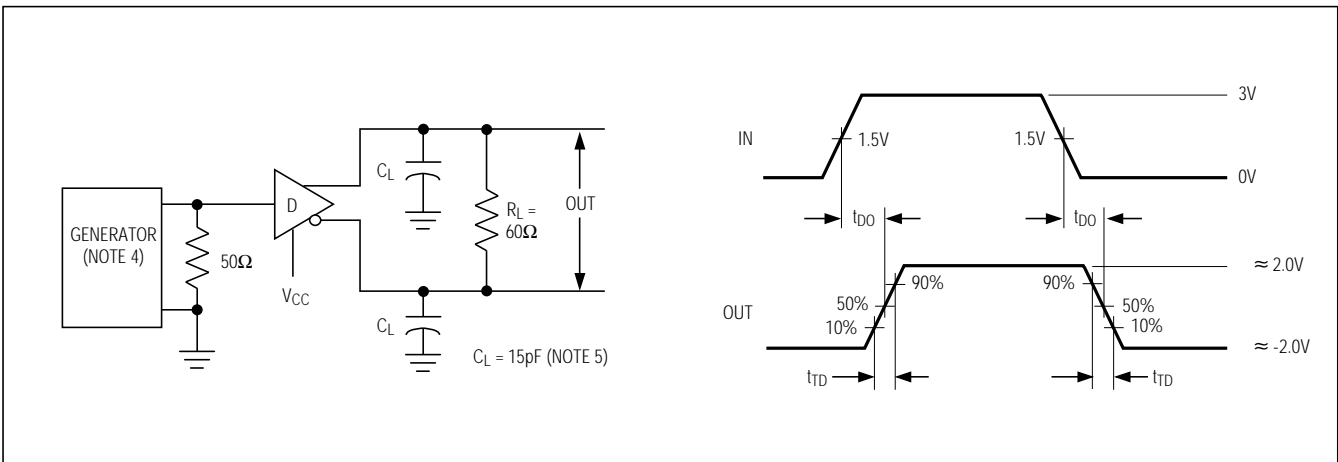 GENERATOR
(NOTE 4)
50Ω
D
VCC
CL
CL
RL =
60Ω
OUT
CL = 15pF (NOTE 5)
IN
1.5V
1.5V
3V
0V
tDO
tDO
OUT
90%
50%
10%
90%
50%
10%
≈ 2.0V
≈ -2.0V
tTD
tTD